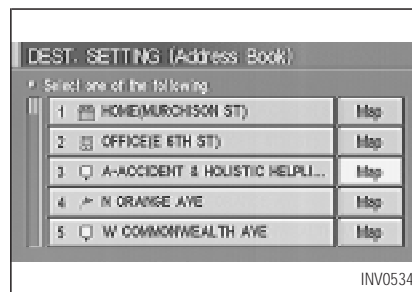 DEST. SETTING (Address Book)
Select one of the following.
1 HOME(MURCHISON ST) Map
2 OFFICE(E 6TH ST) Map
3 A-ACCIDENT & HOLISTIC HELPLI... Map
4 N ORANGE AVE Map
5 W COMMONWEALTH AVE Map
INV0534